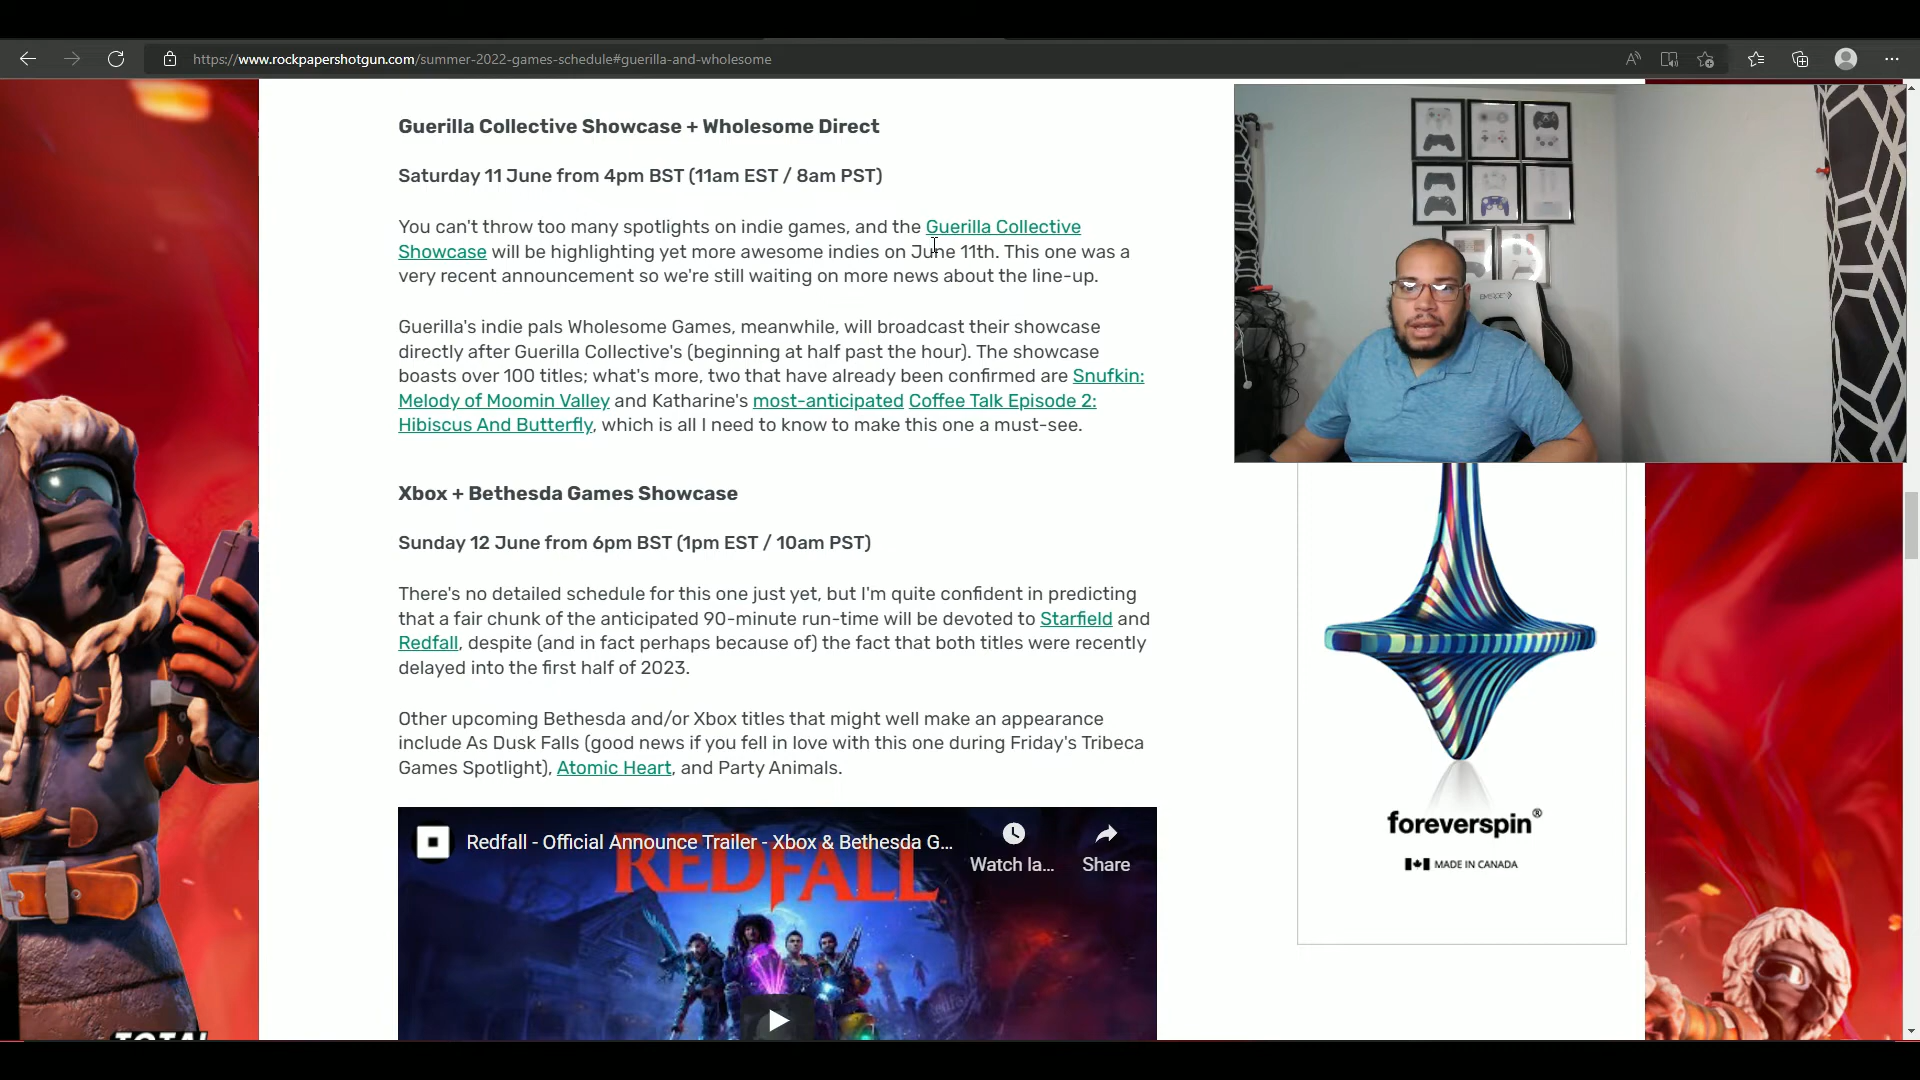 https://www.rockpapershotgun.com/summer-2022-games-schedule#guerilla-and-wholesome
Guerilla Collective Showcase + Wholesome Direct
Saturday 11 June from 4pm BST (11am EST / 8am PST)
You can't throw too many spotlights on indie games, and the Guerilla Collective
Showcase will be highlighting yet more awesome indies on June 11th. This one was a
very recent announcement so we're still waiting on more news about the line-up.
Guerilla's indie pals Wholesome Games, meanwhile, will broadcast their showcase
directly after Guerilla Collective's (beginning at half past the hour). The showcase
boasts over 100 titles; what's more, two that have already been confirmed are Snufkin:
Melody of Moomin Valley and Katharine's most-anticipated Coffee Talk Episode 2:
Hibiscus And Butterfly, which is all I need to know to make this one a must-see.
Xbox + Bethesda Games Showcase
Sunday 12 June from 6pm BST (1pm EST / 10am PST)
There's no detailed schedule for this one just yet, but I'm quite confident in predicting
that a fair chunk of the anticipated 90-minute run-time will be devoted to Starfield and
Redfall, despite (and in fact perhaps because of) the fact that both titles were recently
delayed into the first half of 2023.
Other upcoming Bethesda and/or Xbox titles that might well make an appearance
include As Dusk Falls (good news if you fell in love with this one during Friday's Tribeca
Games Spotlight), Atomic Heart, and Party Animals.
Redfall - Official Announce Trailer - Xbox & Bethesda G...
Watch la...
Share
REDFALL
foreverspin®
MADE IN CANADA